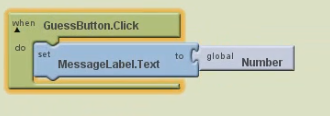 when GuessButton.Click
do set to global
MessageLabel.Text Number